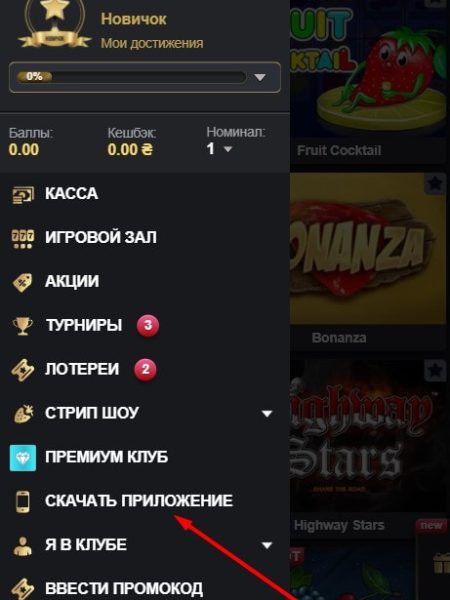 Новичок
НОВИЧОК
Мои достижения
0%
Баллы:
Кешбэк:
Номинал:
0.00
0.00 ₴
1
КАССА
ИГРОВОЙ ЗАЛ
АКЦИИ
ТУРНИРЫ 3
ЛОТЕРЕИ 2
СТРИП ШОУ
ПРЕМИУМ КЛУБ
СКАЧАТЬ ПРИЛОЖЕНИЕ
Я В КЛУБЕ
ВВЕСТИ ПРОМОКОД
Fruit Cocktail
BONANZA
Bonanza
Highway
Stars
SHARE THE ROAD
Highway Stars
new